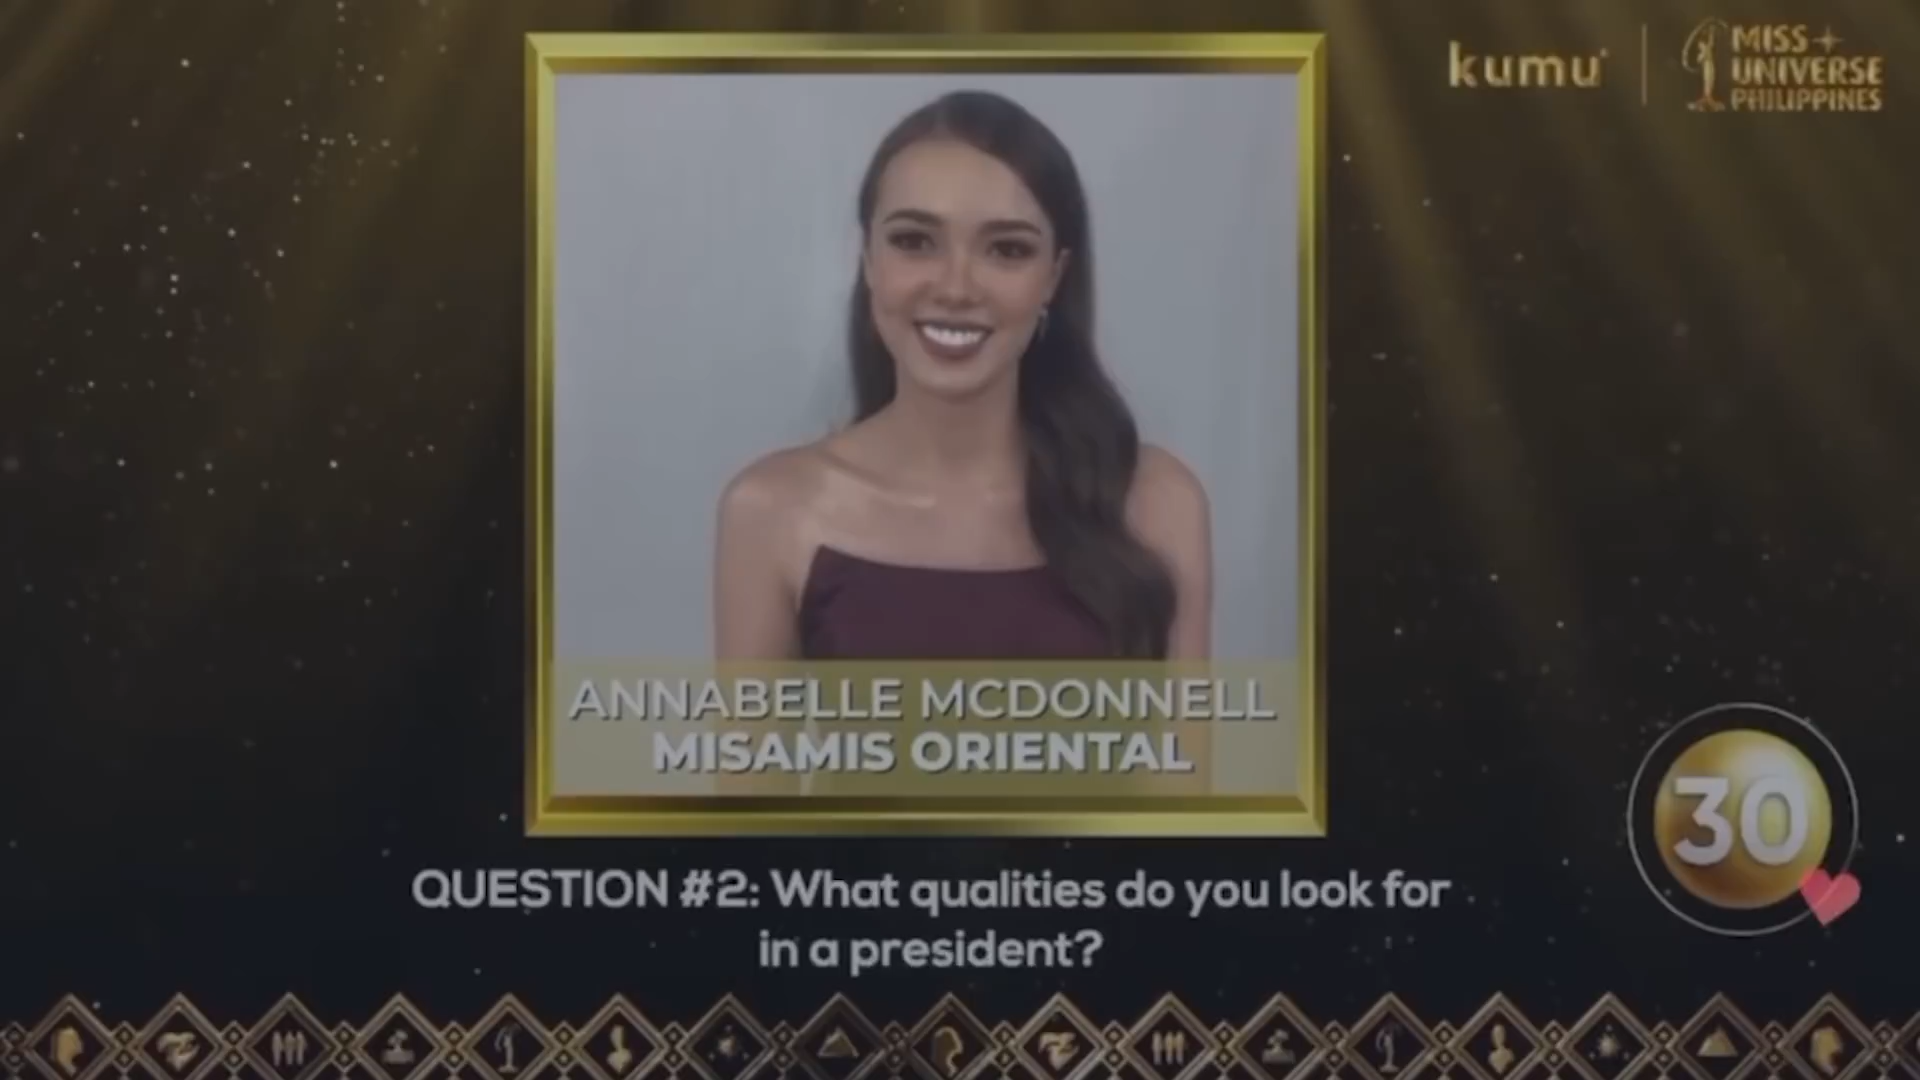 kumu
MISS
UNIVERSE
PHILIPPINES
ANNABELLE MCDONNELL
MISAMIS ORIENTAL
30
QUESTION #2: What qualities do you look for
in a president?